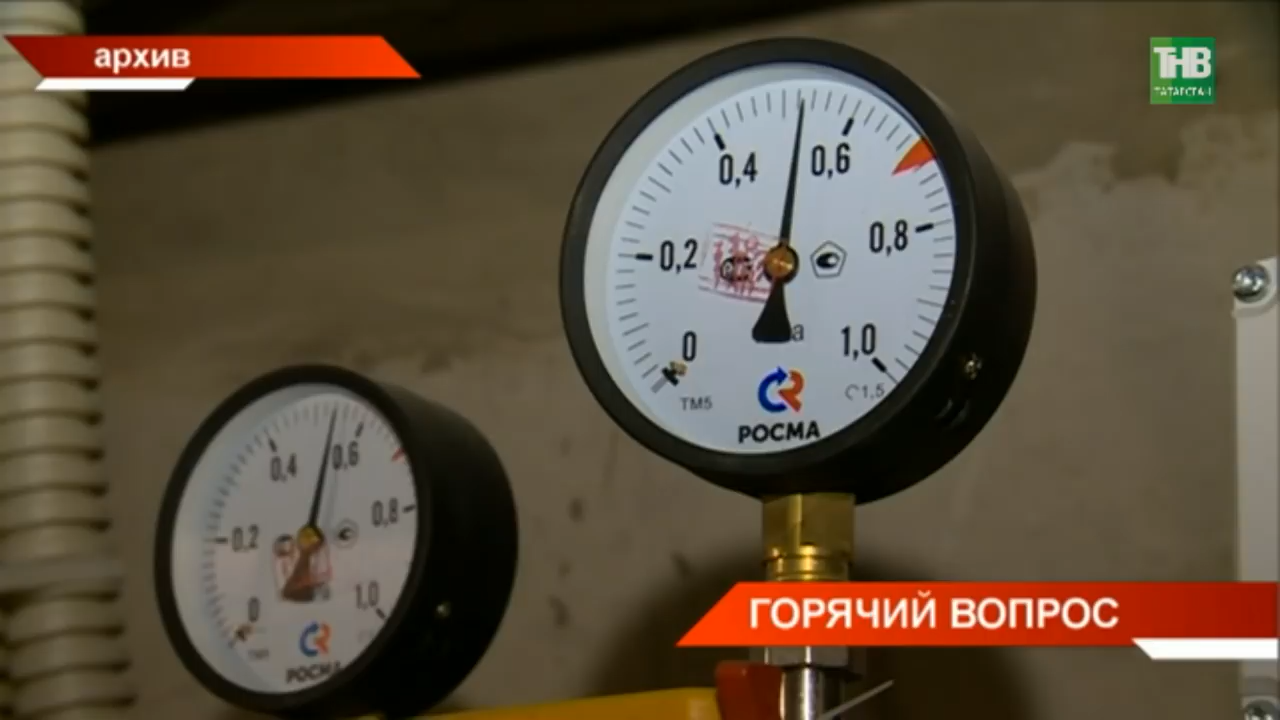 архив
ТНВ
ТАТАРСТАН
0,4
0,6
0,2
0,8
0
1,0
ТМ5
1,5
РОСМА
0,4
0,6
0,2
0,8
0
1,0
РОСМА
ГОРЯЧИЙ ВОПРОС